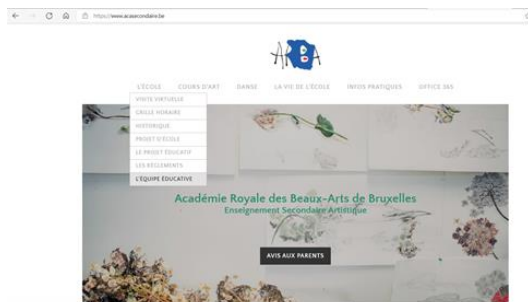 https://www.acasecondaire.be
ARBA
L'ÉCOLE COURS D'ART DANSE LA VIE DE L'ÉCOLE INFOS PRATIQUES OFFICE 365
VISITE VIRTUELLE
GRILLE HORAIRE
HISTORIQUE
PROJET D'ÉCOLE
LE PROJET ÉDUCATIF
LES RÈGLEMENTS
L'ÉQUIPE ÉDUCATIVE
Académie Royale des Beaux-Arts de Bruxelles
Enseignement Secondaire Artistique
AVIS AUX PARENTS